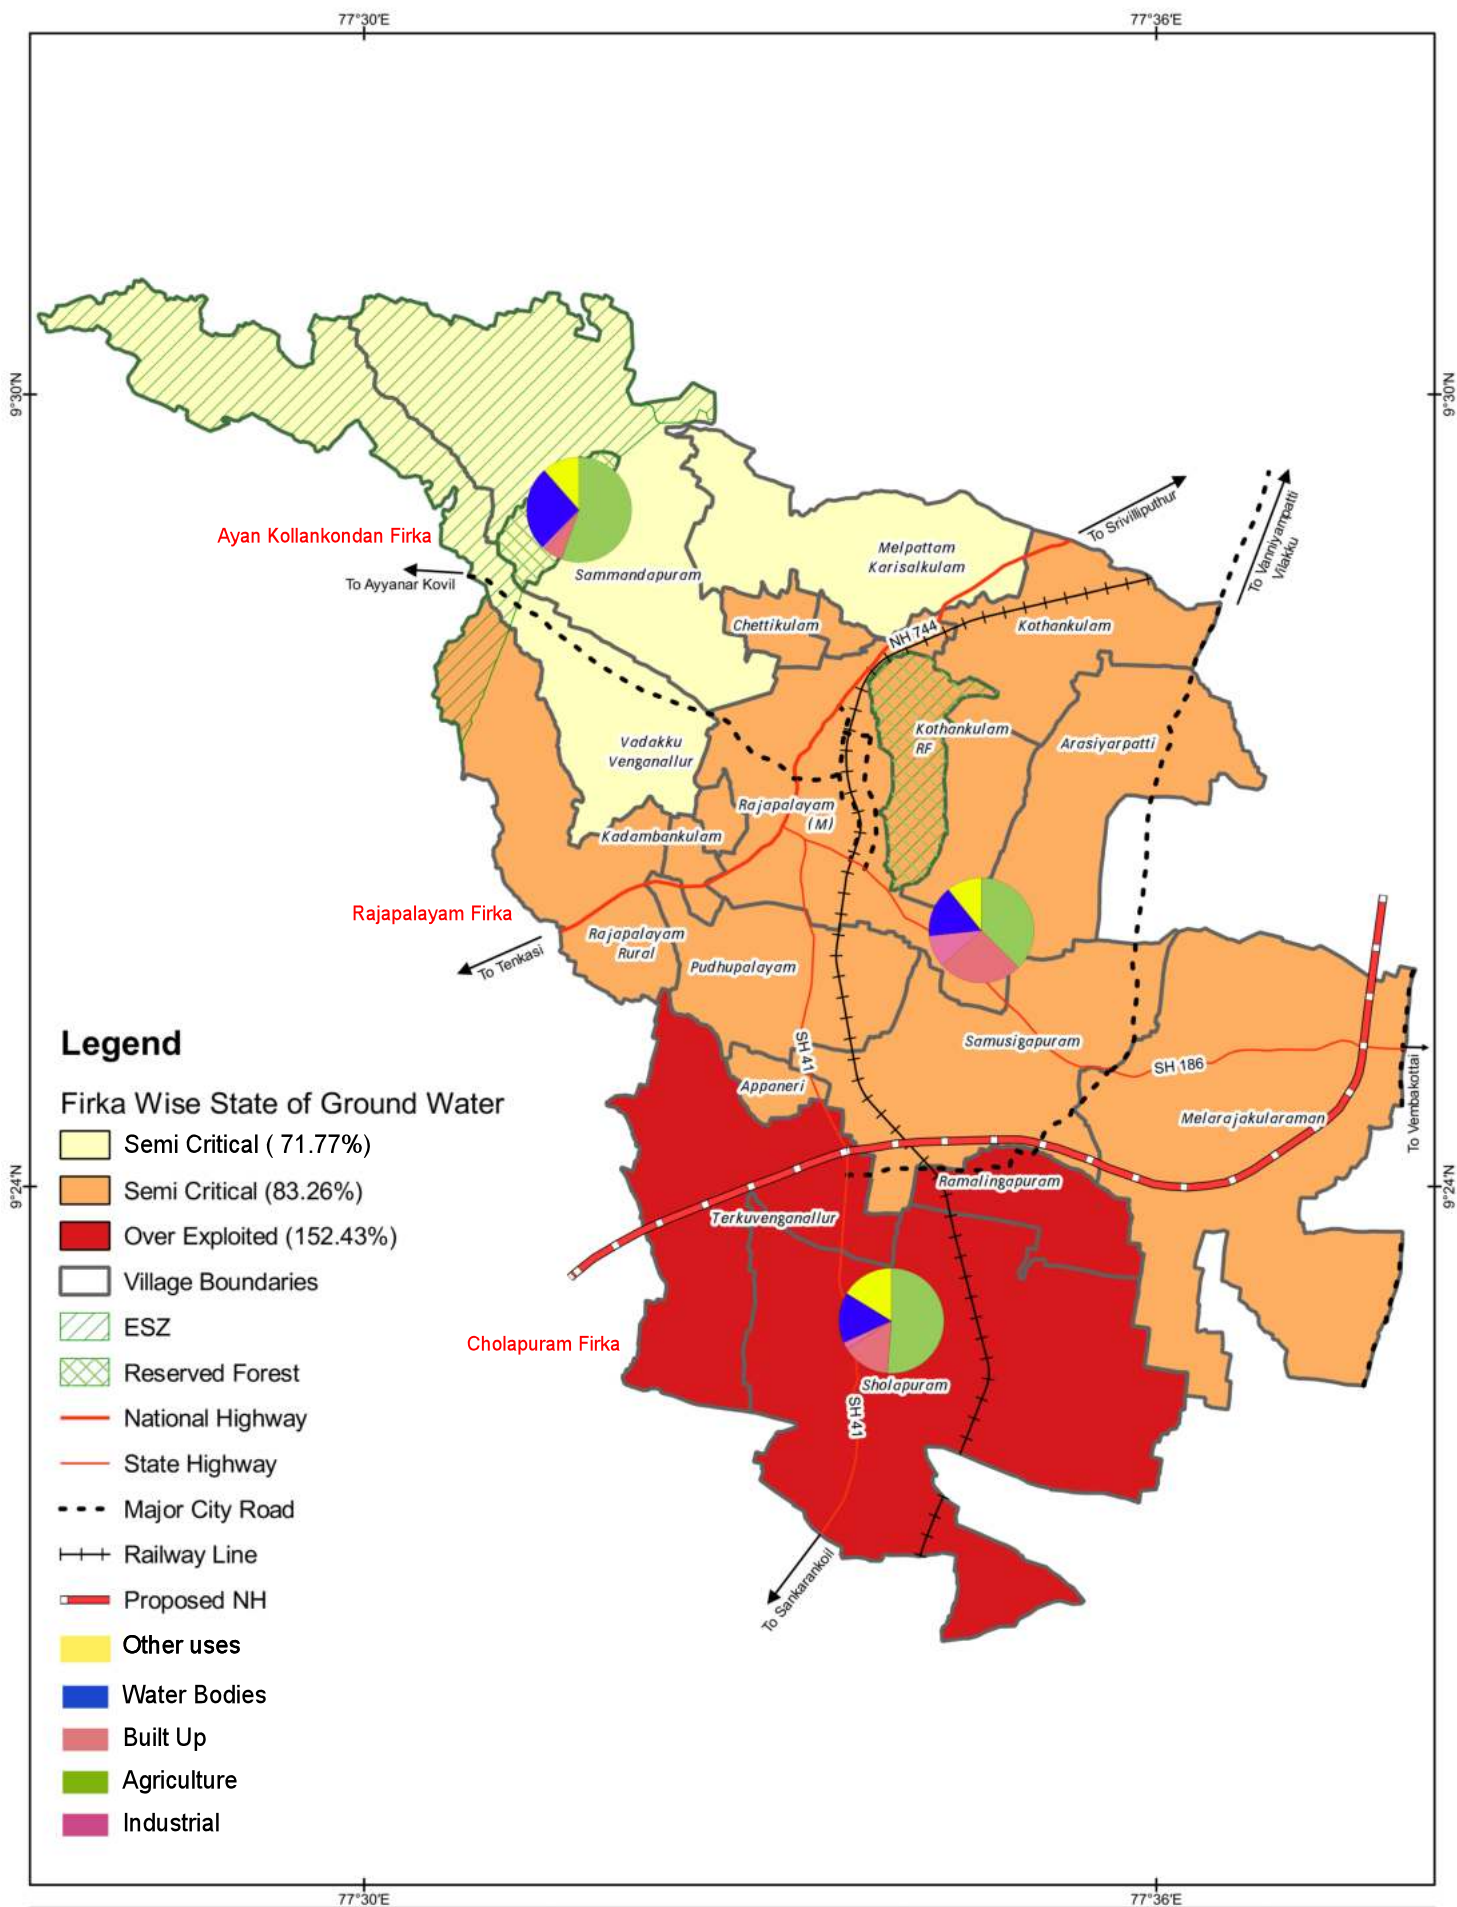 77°30'E
77°36'E
9°30'N
9°30'N
To Srivilliputhur
To Vanniyampatti
Vilakku
Ayan Kollankondan Firka
To Ayyanar Kovil
Sammandapuram
Melpattam
Karisalkulam
Chettikulam
NH 744
Kothankulam
Kothankulam
RF
Arasiyarpatti
Vadakku
Venganallur
Rajapalayam
(M)
Kadambankulam
Rajapalayam Firka
Rajapalayam
Rural
To Tenkasi
Pudhupalayam
Samusigapuram
SH 41
SH 186
Appaneri
Melarajakularaman
To Vembakottai
9°24'N
9°24'N
Ramalingapuram
Terkuvenganallur
Cholapuram Firka
Sholapuram
SH 41
To Sankarankoil
Legend
Firka Wise State of Ground Water
Semi Critical ( 71.77%)
Semi Critical (83.26%)
Over Exploited (152.43%)
Village Boundaries
ESZ
Reserved Forest
National Highway
State Highway
Major City Road
Railway Line
Proposed NH
Other uses
Water Bodies
Built Up
Agriculture
Industrial
77°30'E
77°36'E